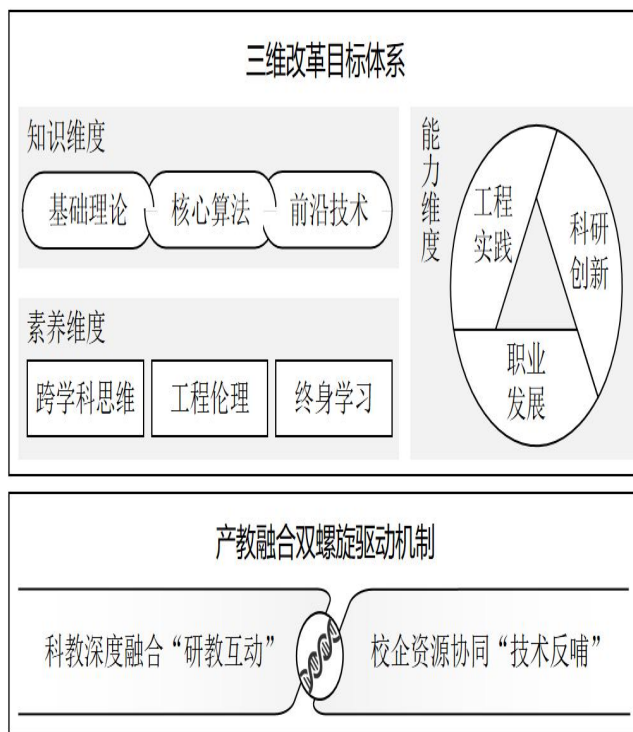 三维改革目标体系
知识维度
基础理论
核心算法
前沿技术
素养维度
跨学科思维
工程伦理
终身学习
能力维度
工程
实践
科研
创新
职业
发展
产教融合双螺旋驱动机制
科教深度融合“研教互动”
校企资源协同“技术反哺”